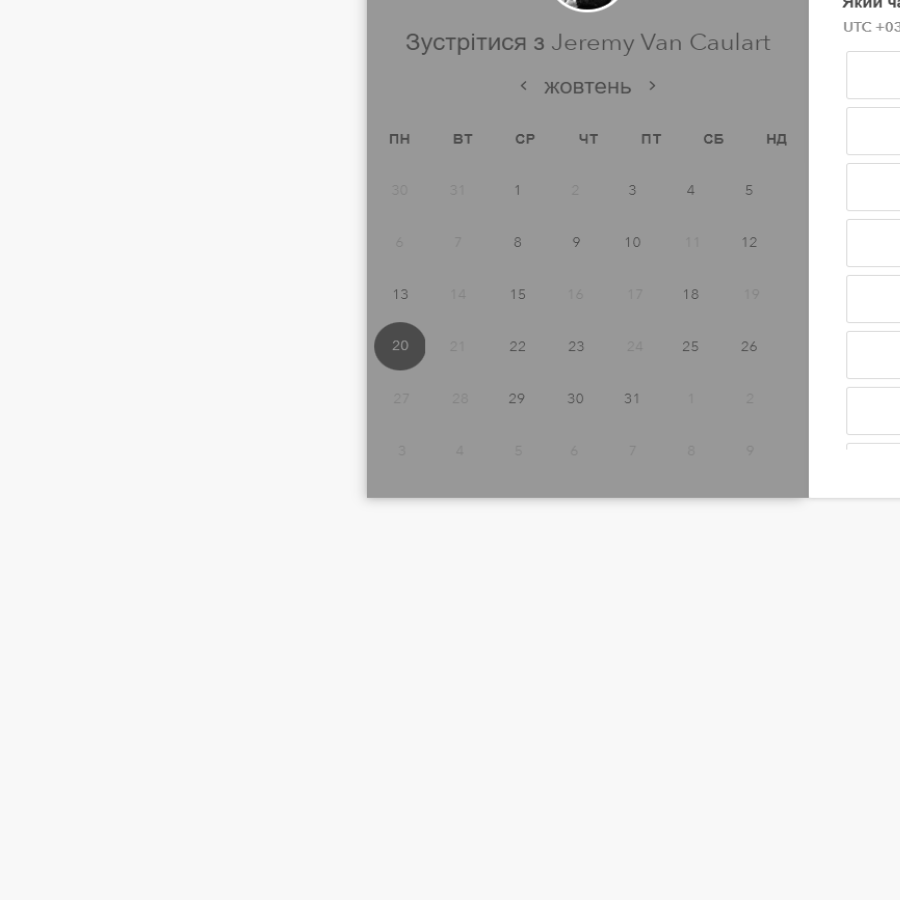 Зустрітися з Jeremy Van Caulart
жовтень
ПН ВТ СР ЧТ ПТ СБ НД
30 31 1 2 3 4 5
6 7 8 9 10 11 12
13 14 15 16 17 18 19
20 21 22 23 24 25 26
27 28 29 30 31 1 2
3 4 5 6 7 8 9
Який
UTC +03